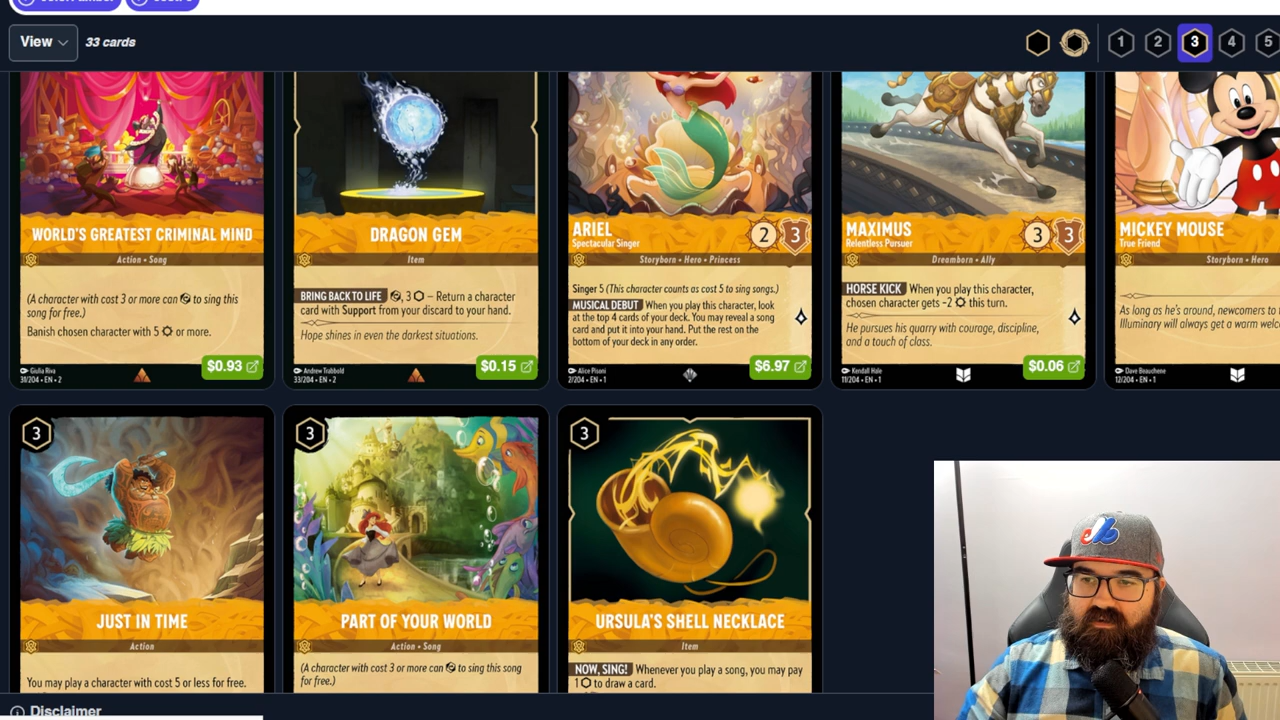 View
33 cards
1
2
3
4
5
WORLD'S GREATEST CRIMINAL MIND
Action • Song
(A character with cost 3 or more can to sing this
song for free.)
Banish chosen character with 5 or more.
Giulia Riva
31/204 • EN • 2
$0.93
DRAGON GEM
Item
BRING BACK TO LIFE , 3 – Return a character
card with Support from your discard to your hand.
Hope shines in even the darkest situations.
Andrew Trabbold
33/204 • EN • 2
$0.15
ARIEL
Spectacular Singer
2
3
Storyborn • Hero • Princess
Singer 5 (This character counts as cost 5 to sing songs.)
MUSICAL DEBUT When you play this character, look
at the top 4 cards of your deck. You may reveal a song
card and put it into your hand. Put the rest on the
bottom of your deck in any order.
Alice Pisoni
2/204 • EN • 1
$6.97
MAXIMUS
Relentless Pursuer
3
3
Dreamborn • Ally
HORSE KICK When you play this character,
chosen character gets -2 this turn.
He pursues his quarry with courage, discipline,
and a touch of class.
Kendall Hale
11/204 • EN • 1
$0.06
MICKEY MOUSE
True Friend
Storyborn • Hero
As long as he's around, newcomers to
Illuminary will always get a warm
Dave Beauchene
12/204 • EN • 1
3
JUST IN TIME
Action
You may play a character with cost 5 or less for free.
3
PART OF YOUR WORLD
Action • Song
(A character with cost 3 or more can to sing this song
for free.)
3
URSULA'S SHELL NECKLACE
Item
NOW, SING! Whenever you play a song, you may pay
1 to draw a card.
Disclaimer